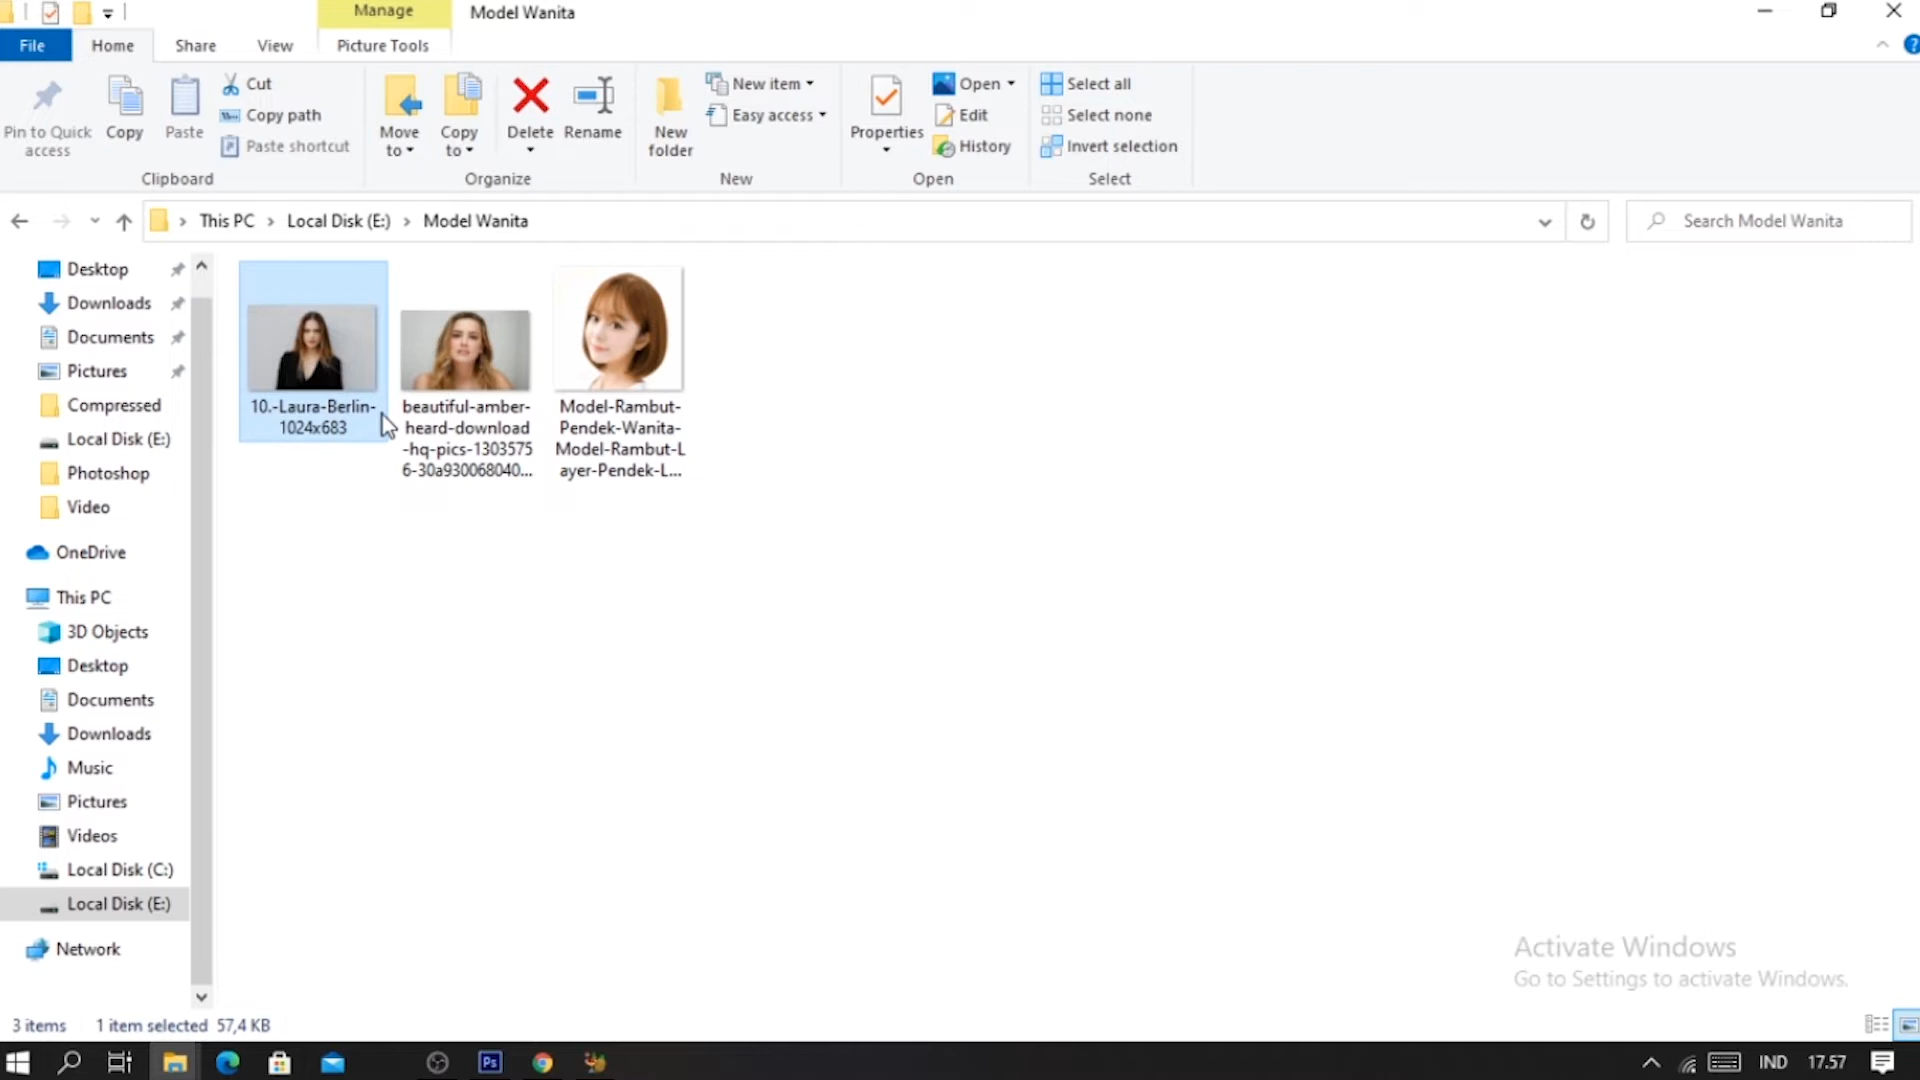 Manage
Model Wanita
File
Home
Share
View
Picture Tools
Pin to Quick access
Copy
Paste
Cut
Copy path
Paste shortcut
Clipboard
Move to
Copy to
Delete
Rename
Organize
New folder
New item
Easy access
New
Properties
Open
Edit
History
Open
Select all
Select none
Invert selection
Select
This PC
Local Disk (E:)
Model Wanita
Search Model Wanita
Desktop
Downloads
Documents
Pictures
Compressed
Local Disk (E:)
Photoshop
Video
OneDrive
This PC
3D Objects
Desktop
Documents
Downloads
Music
Pictures
Videos
Local Disk (C:)
Local Disk (E:)
Network
10.-Laura-Berlin-
1024x683
beautiful-amber-
heard-download
-hq-pics-1303575
6-30a930068040...
Model-Rambut-
Pendek-Wanita-
Model-Rambut-L
ayer-Pendek-L...
Activate Windows
Go to Settings to activate Windows.
3 items 1 item selected 57,4 KB
Ps
IND
17.57